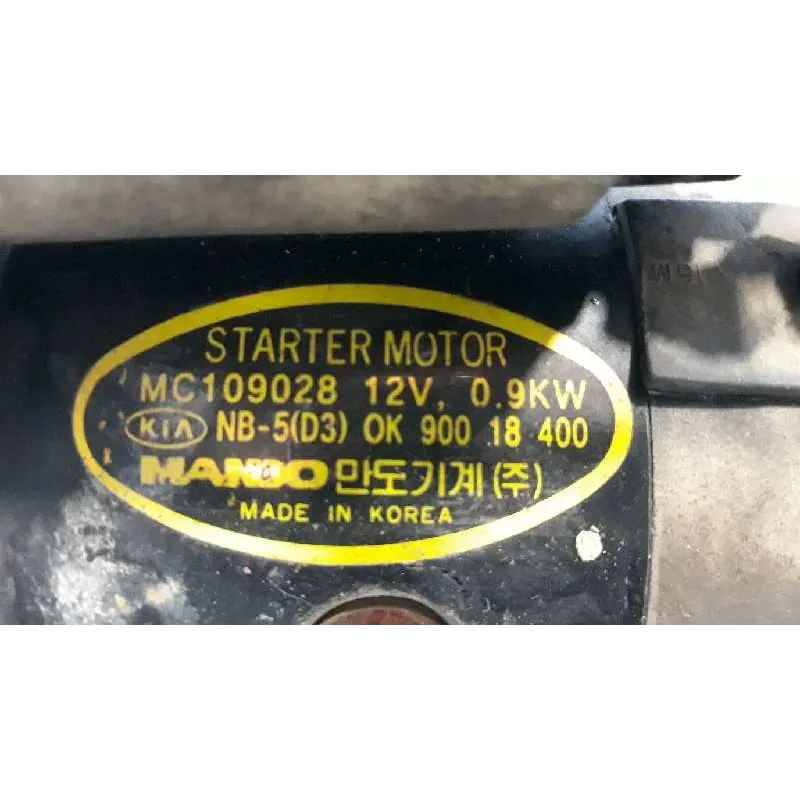 STARTER MOTOR
MC109028 12V, 0.9KW
KIA NB-5(D3) OK 900 18 400
MANDO 만도기계(주)
MADE IN KOREA